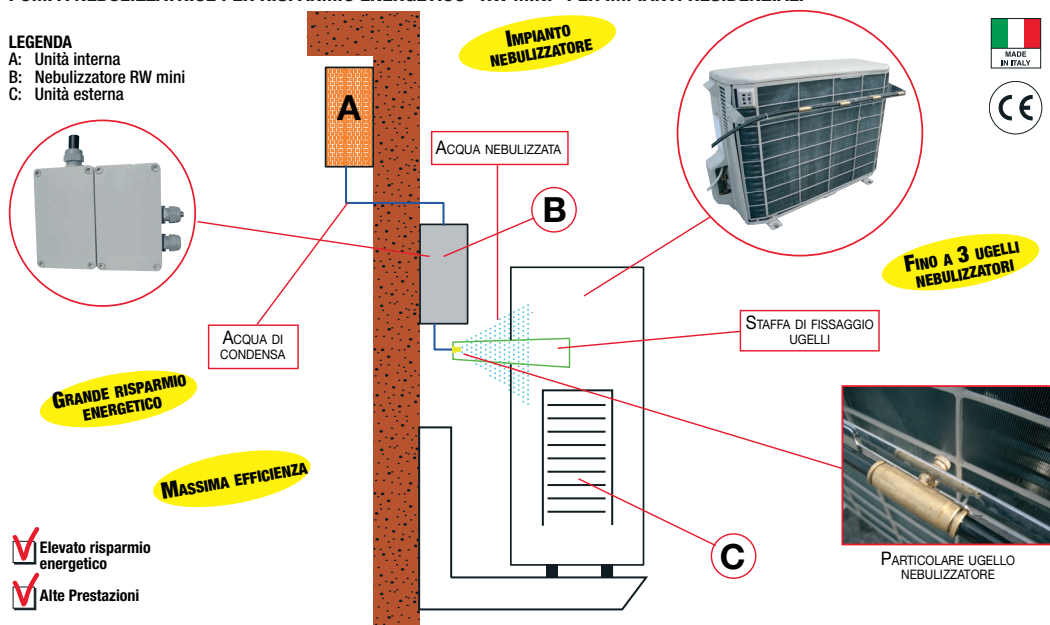 LEGENDA
A: Unità interna
B: Nebulizzatore RW mini
C: Unità esterna
IMPIANTO
NEBULIZZATORE
MADE
IN ITALY
CE
A
ACQUA NEBULIZZATA
B
FINO A 3 UGELLI
NEBULIZZATORI
ACQUA DI
CONDENSA
STAFFA DI FISSAGGIO
UGELLI
GRANDE RISPARMIO
ENERGETICO
MASSIMA EFFICIENZA
C
Elevato risparmio
energetico
Alte Prestazioni
PARTICOLARE UGELLO
NEBULIZZATORE